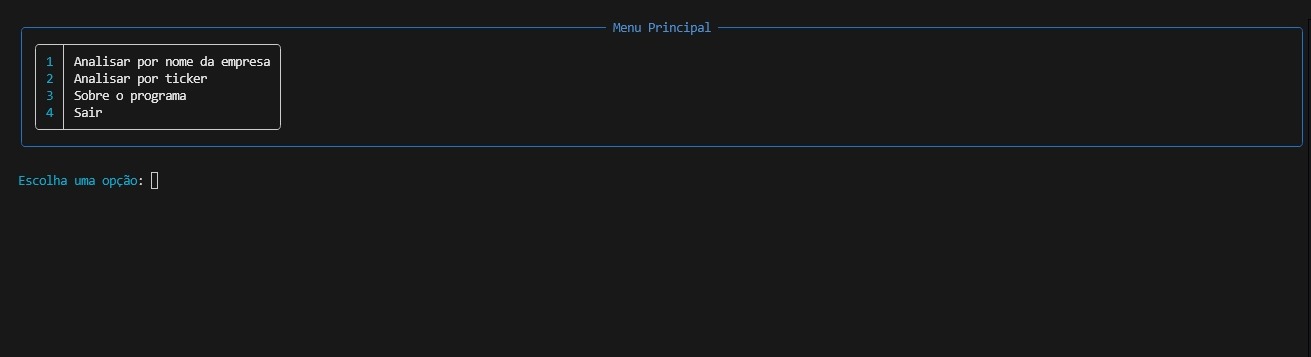 Menu Principal
1 Analisar por nome da empresa
2 Analisar por ticker
3 Sobre o programa
4 Sair
Escolha uma opção: